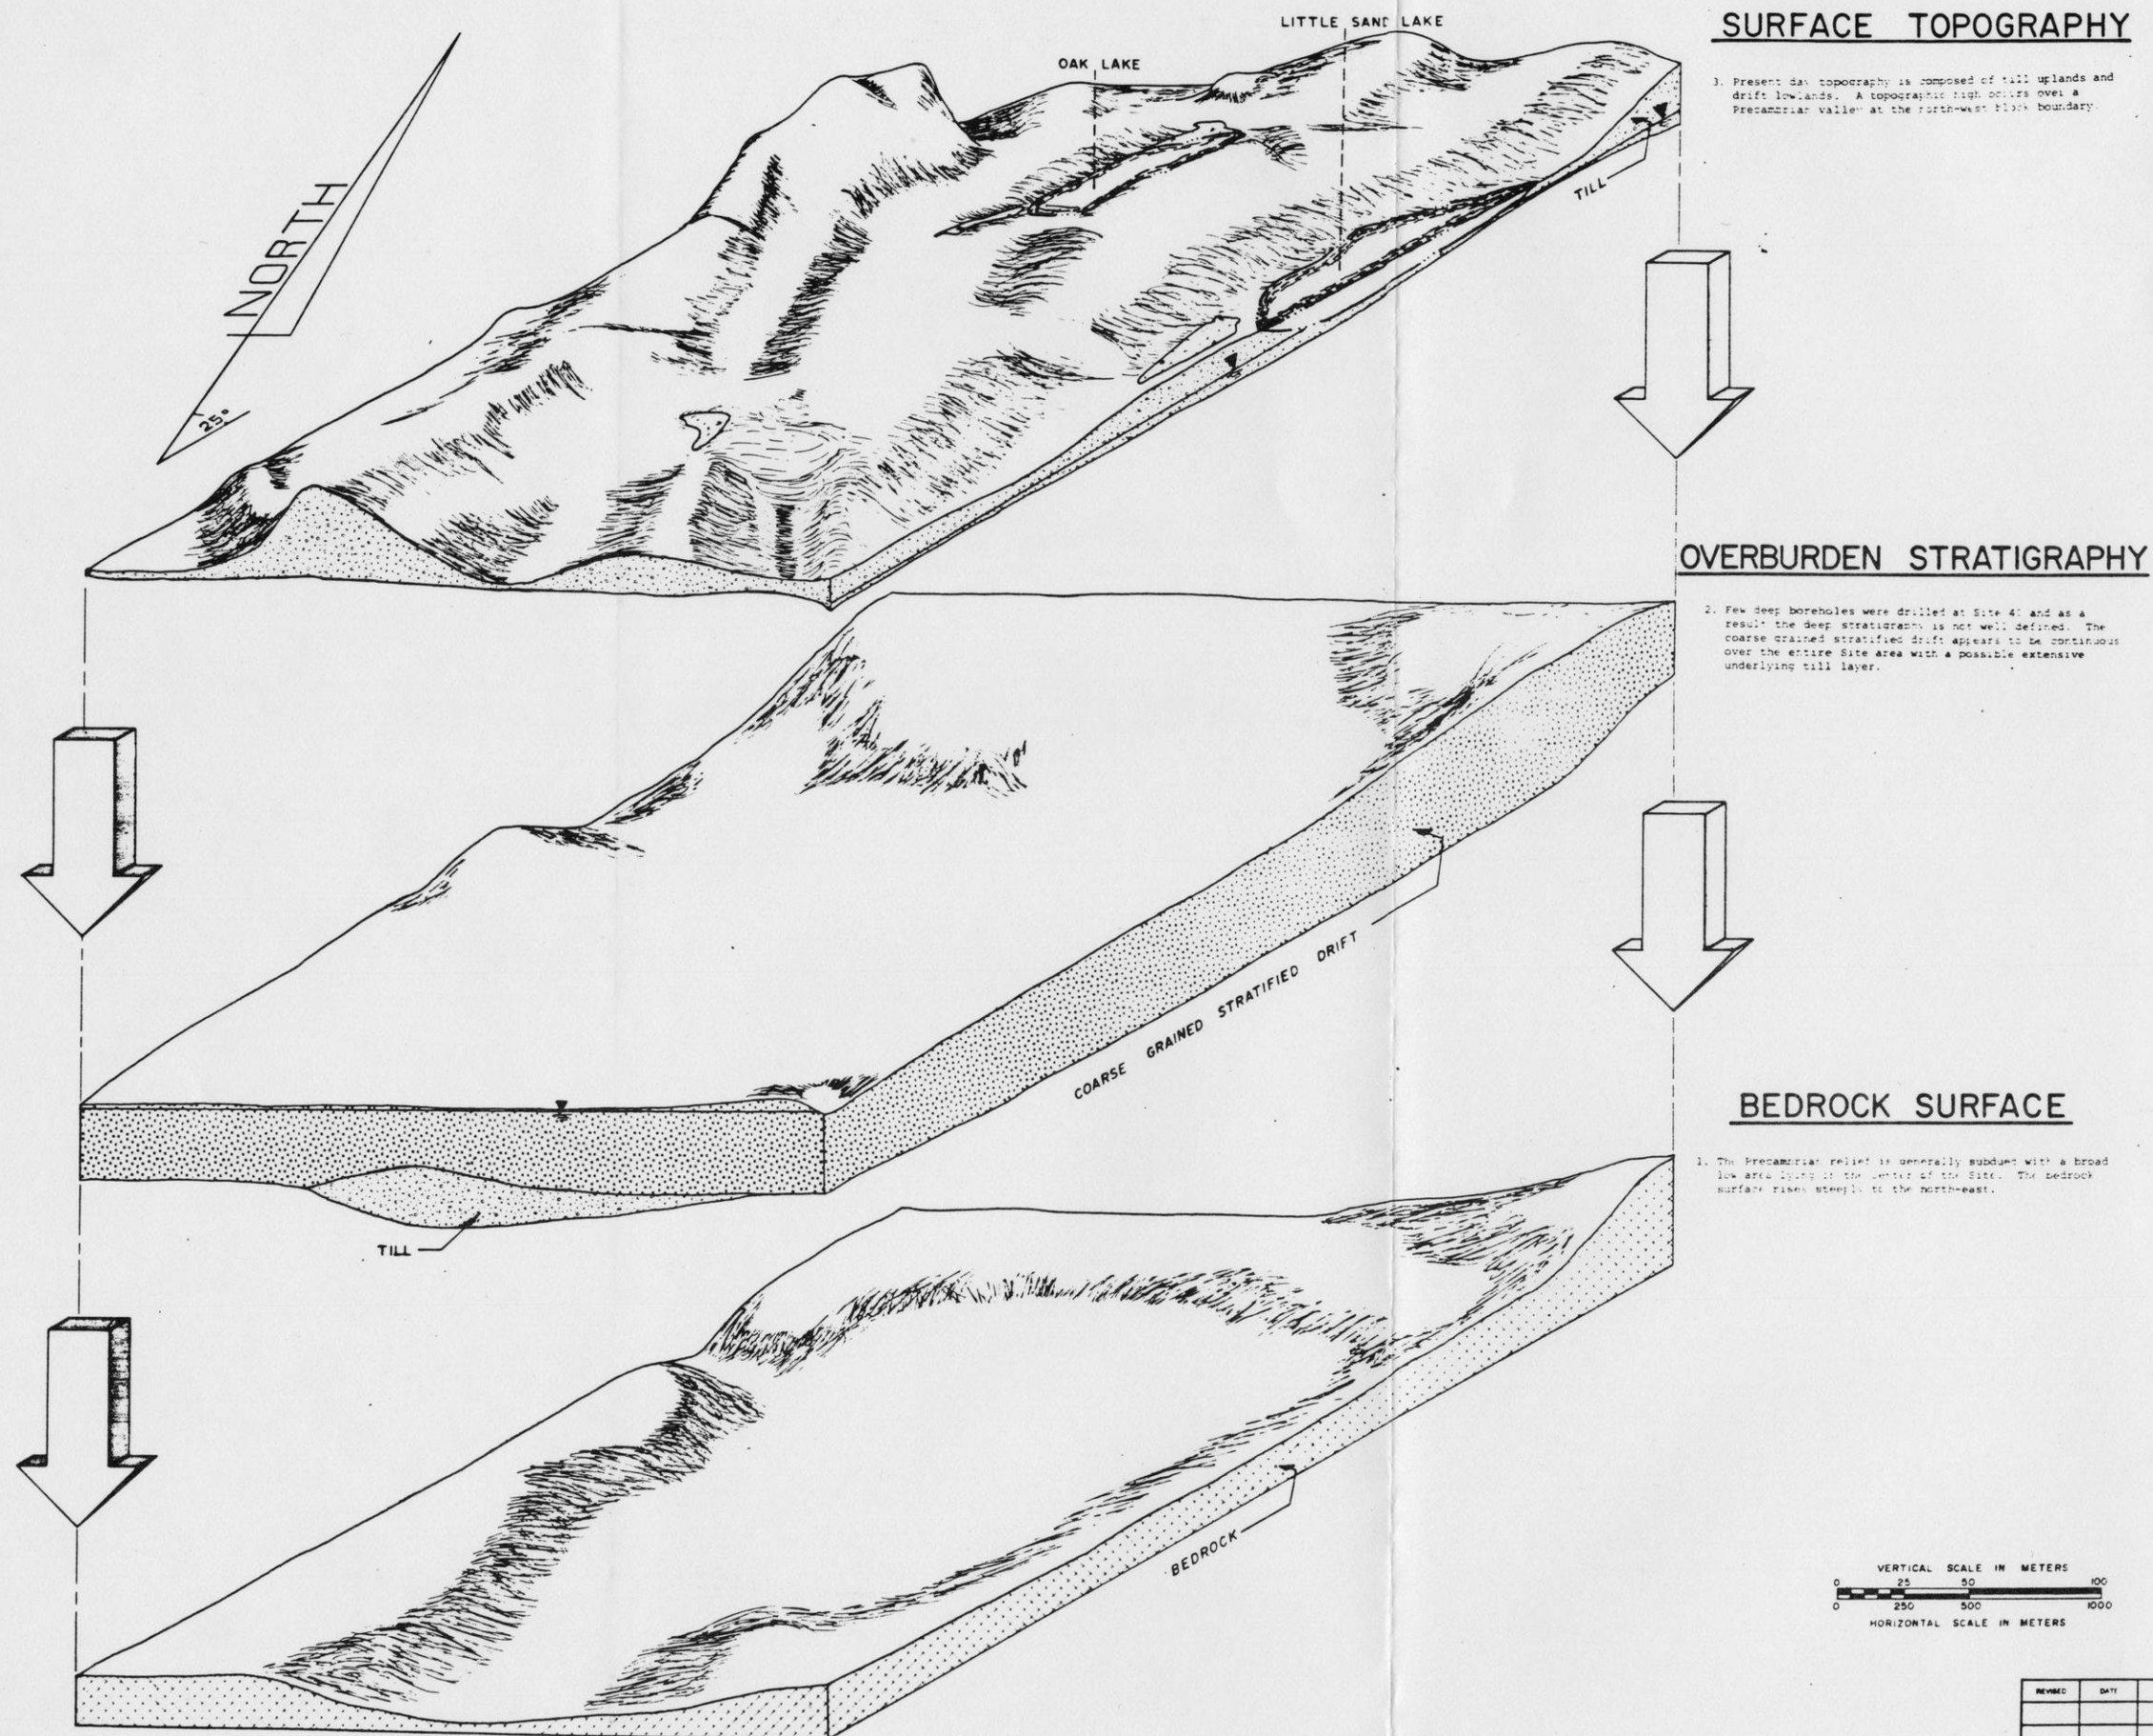 LITTLE SAND LAKE
OAK LAKE
NORTH
25°
TILL
SURFACE TOPOGRAPHY
3. Present day topography is composed of till uplands and
drift lowlands. A topographic high occurs over a
Precambrian valley at the north-west block boundary.
OVERBURDEN STRATIGRAPHY
2. Few deep boreholes were drilled at Site 41 and as a
result the deep stratigraphy is not well defined. The
coarse grained stratified drift appears to be continuous
over the entire Site area with a possible extensive
underlying till layer.
COARSE GRAINED STRATIFIED DRIFT
TILL
BEDROCK SURFACE
1. The Precambrian relief is generally subdued with a broad
low area lying in the center of the Site. The bedrock
surface rises steeply to the north-east.
BEDROCK
VERTICAL SCALE IN METERS
0 25 50 100
0 250 500 1000
HORIZONTAL SCALE IN METERS
REVISED DATE